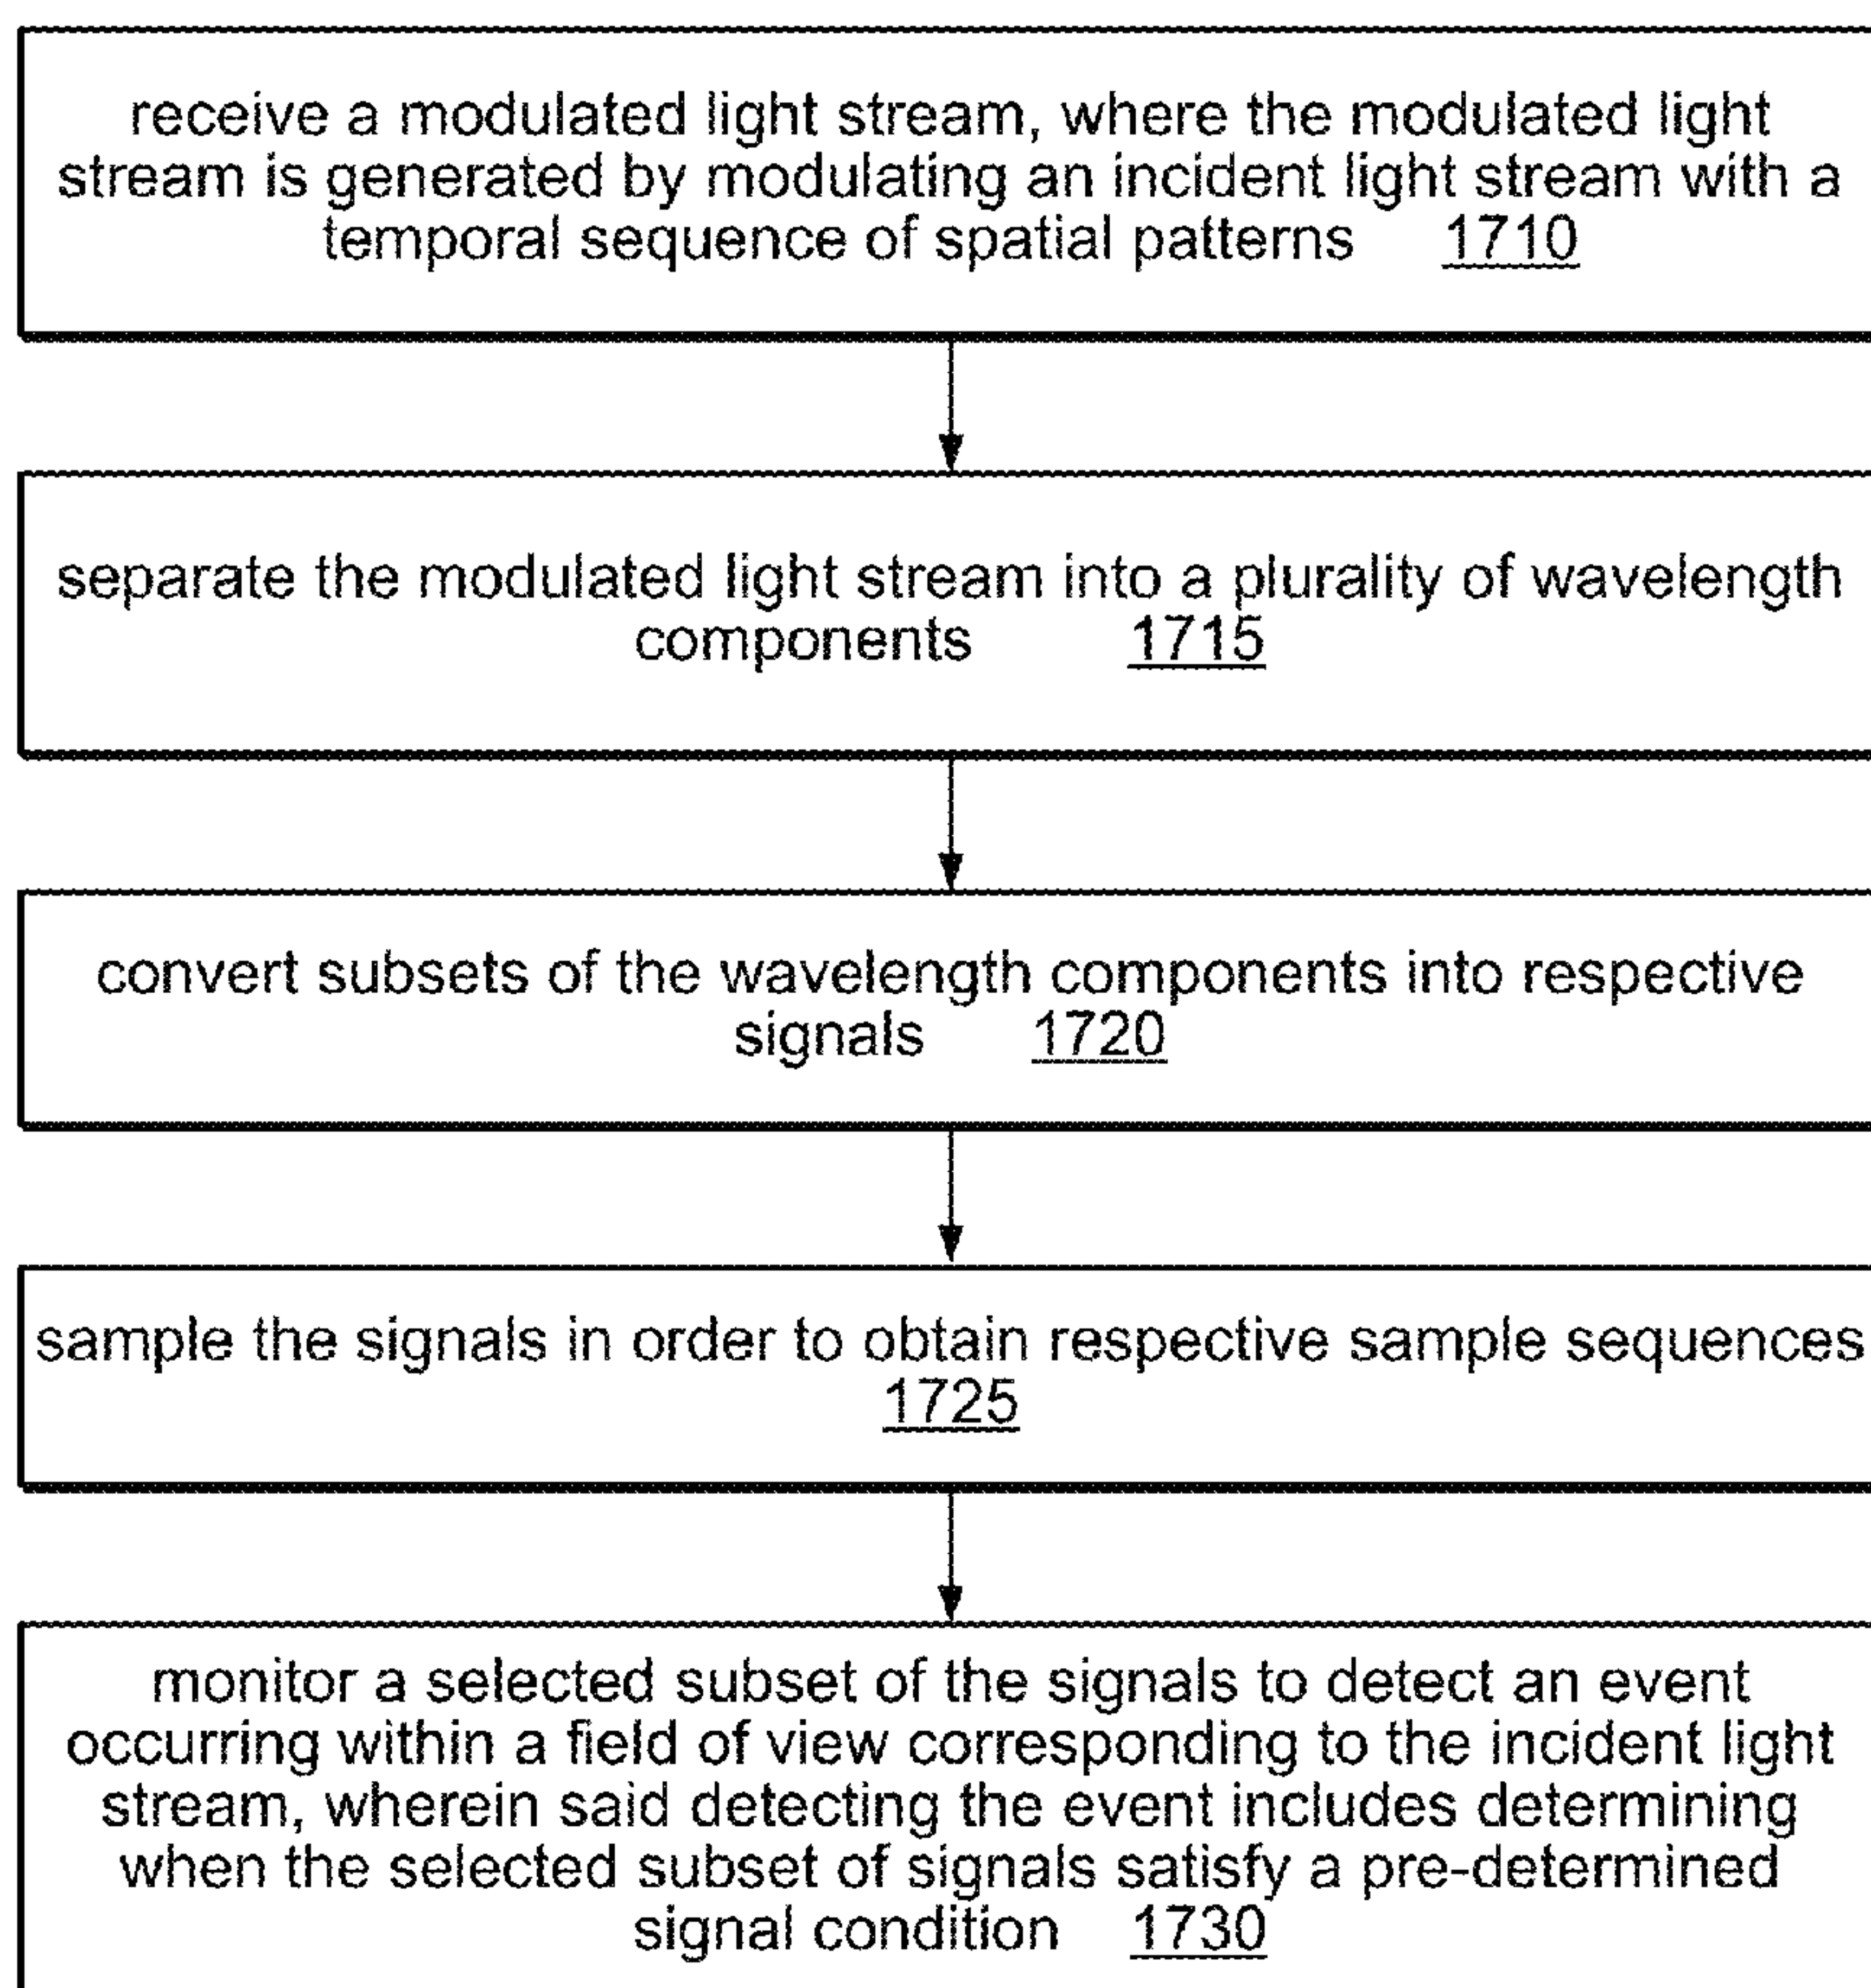 receive a modulated light stream, where the modulated light
stream is generated by modulating an incident light stream with a
temporal sequence of spatial patterns 1710
separate the modulated light stream into a plurality of wavelength
components 1715
convert subsets of the wavelength components into respective
signals 1720
sample the signals in order to obtain respective sample sequences
1725
monitor a selected subset of the signals to detect an event
occurring within a field of view corresponding to the incident light
stream, wherein said detecting the event includes determining
when the selected subset of signals satisfy a pre-determined
signal condition 1730